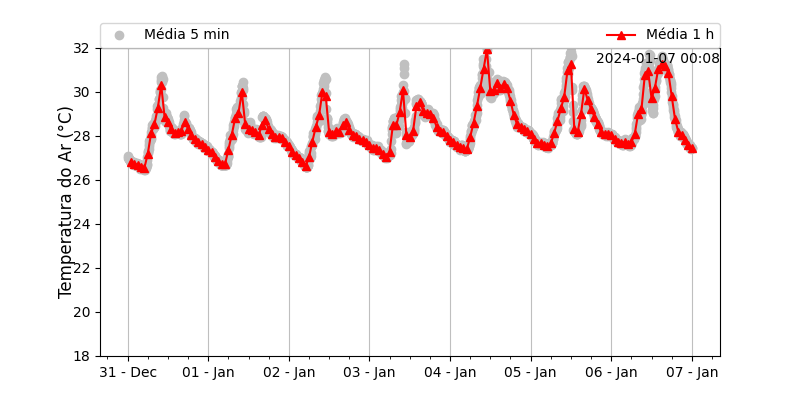 Média 5 min
Média 1 h
2024-01-07 00:08
Temperatura do Ar (°C)
32
30
28
26
24
22
20
18
31 - Dec
01 - Jan
02 - Jan
03 - Jan
04 - Jan
05 - Jan
06 - Jan
07 - Jan